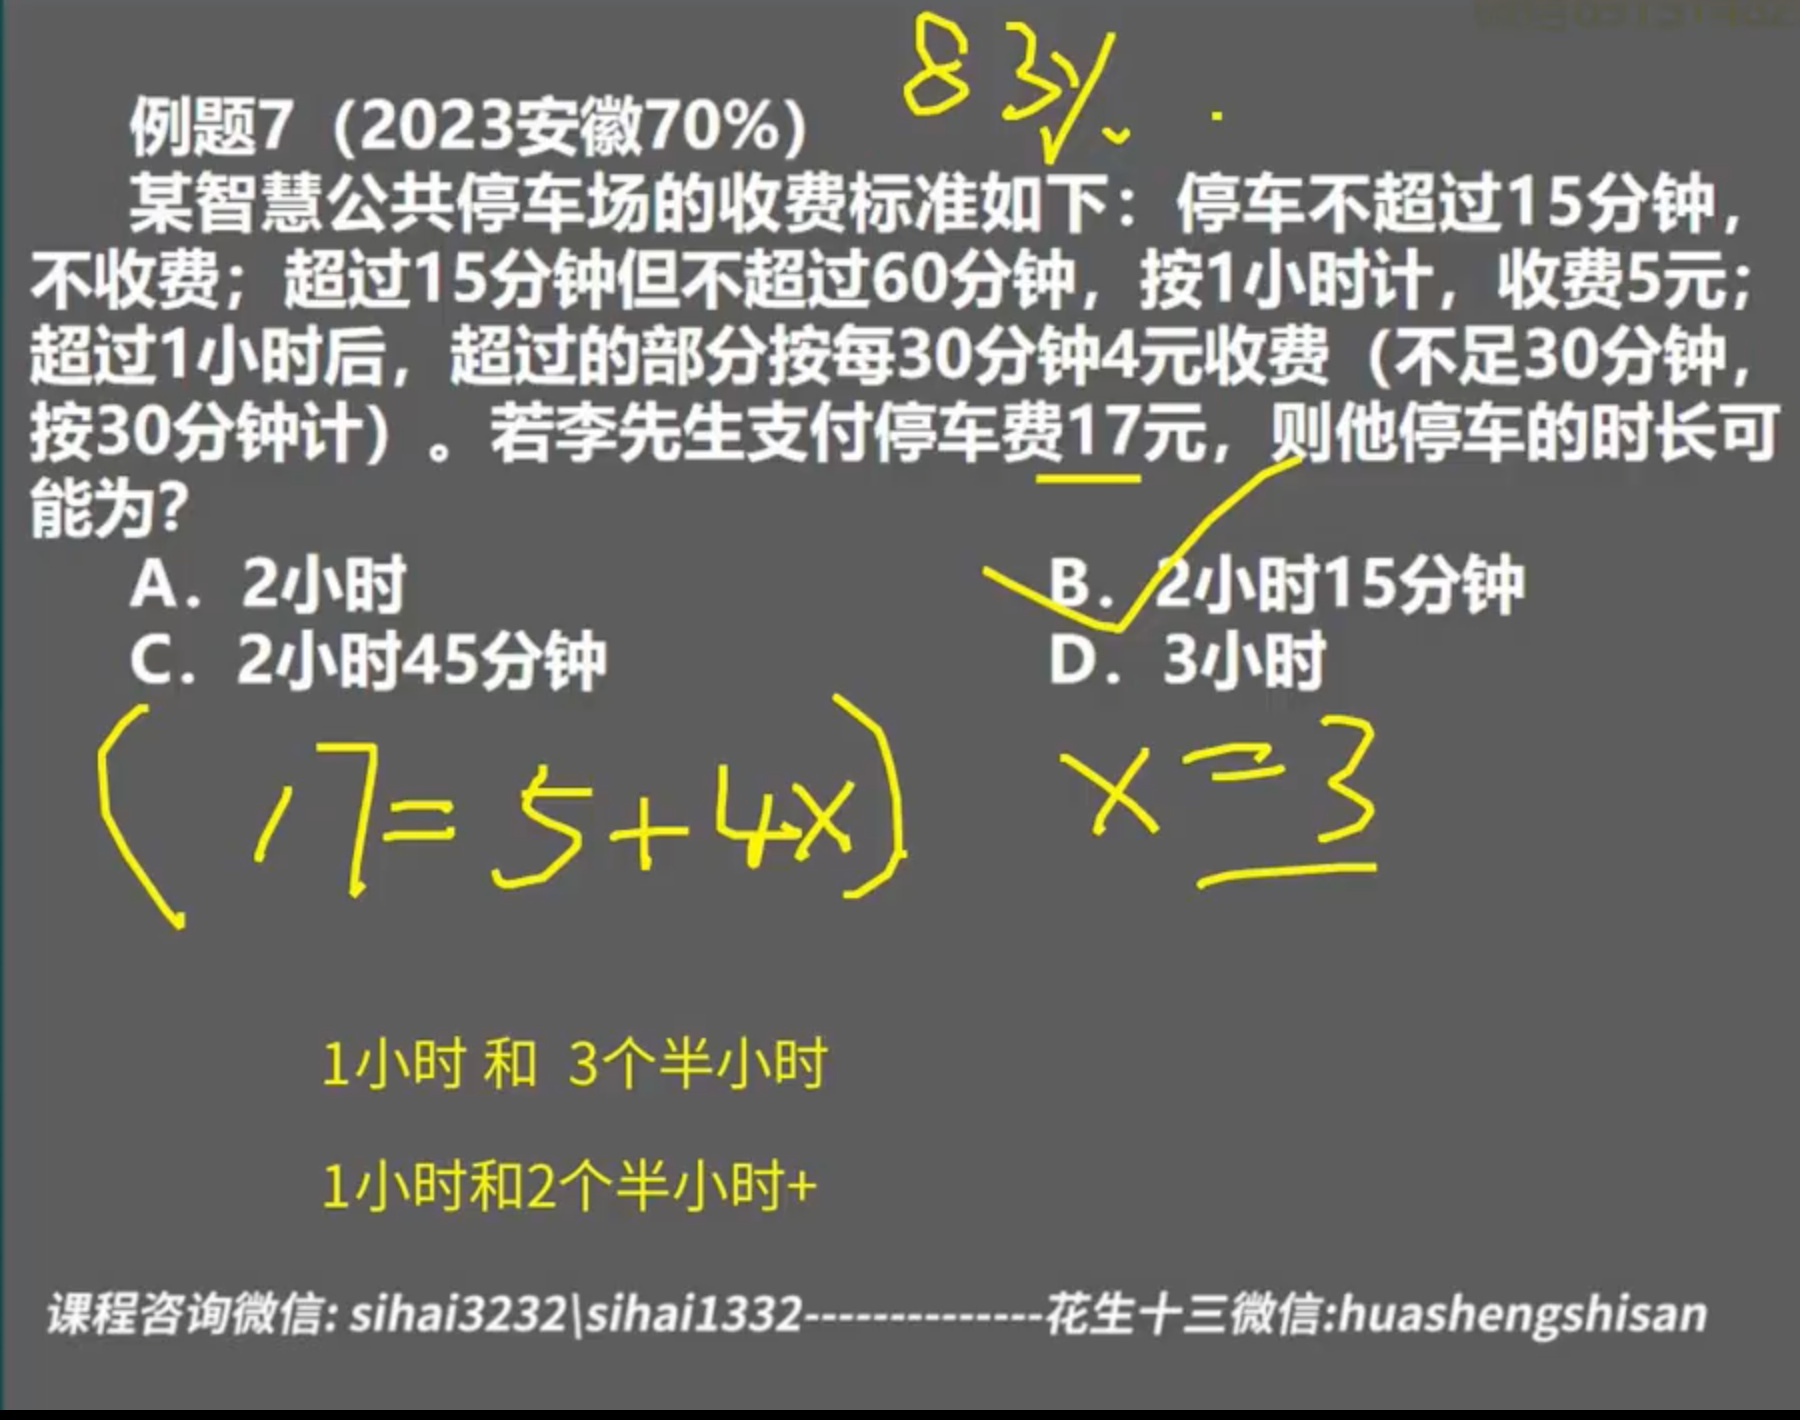 83%
例题7（2023安徽70%）
某智慧公共停车场的收费标准如下：停车不超过15分钟，
不收费；超过15分钟但不超过60分钟，按1小时计，收费5元；
超过1小时后，超过的部分按每30分钟4元收费（不足30分钟，
按30分钟计）。若李先生支付停车费17元，则他停车的时长可
能为？
A. 2小时 B. 2小时15分钟
C. 2小时45分钟 D. 3小时
(17=5+4x) x=3
1小时 和 3个半小时
1小时和2个半小时+
课程咨询微信: sihai3232\sihai1332--------------花生十三微信:huashengshisan